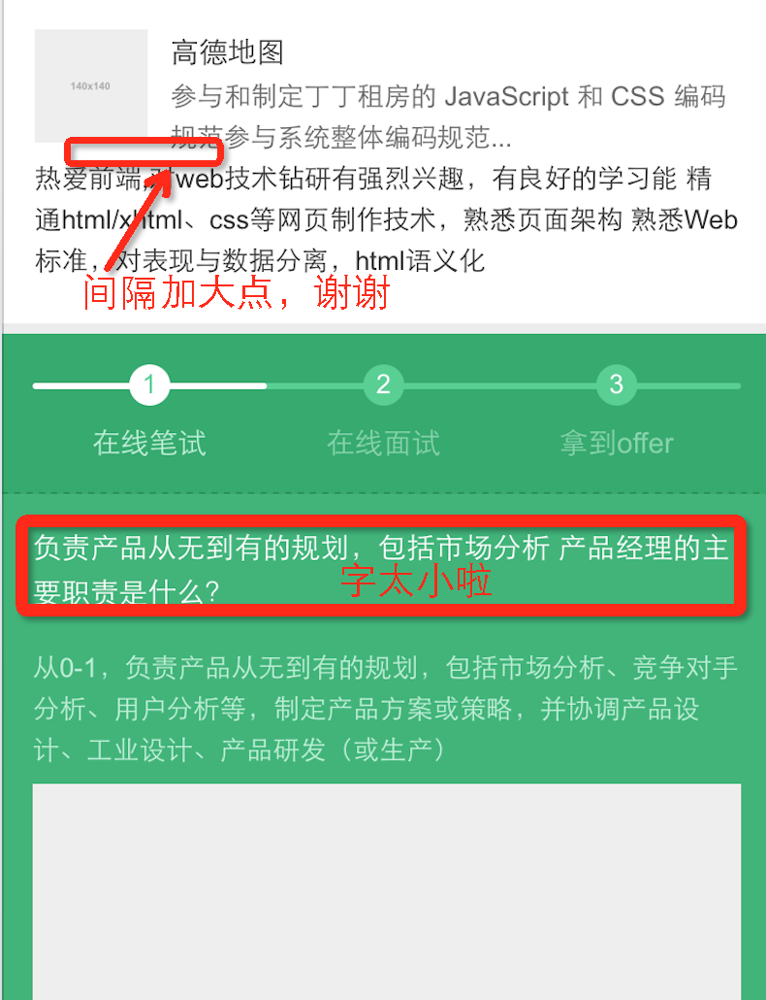 140x140
高德地图
参与和制定丁丁租房的 JavaScript 和 CSS 编码
规范参与系统整体编码规范...
热爱前端,对web技术钻研有强烈兴趣，有良好的学习能 精
通html/xhtml、css等网页制作技术，熟悉页面架构 熟悉Web
标准，对表现与数据分离，html语义化
间隔加大点，谢谢
1
2
3
在线笔试
在线面试
拿到offer
负责产品从无到有的规划，包括市场分析 产品经理的主
要职责是什么？
字太小啦
从0-1，负责产品从无到有的规划，包括市场分析、竞争对手
分析、用户分析等，制定产品方案或策略，并协调产品设
计、工业设计、产品研发（或生产）